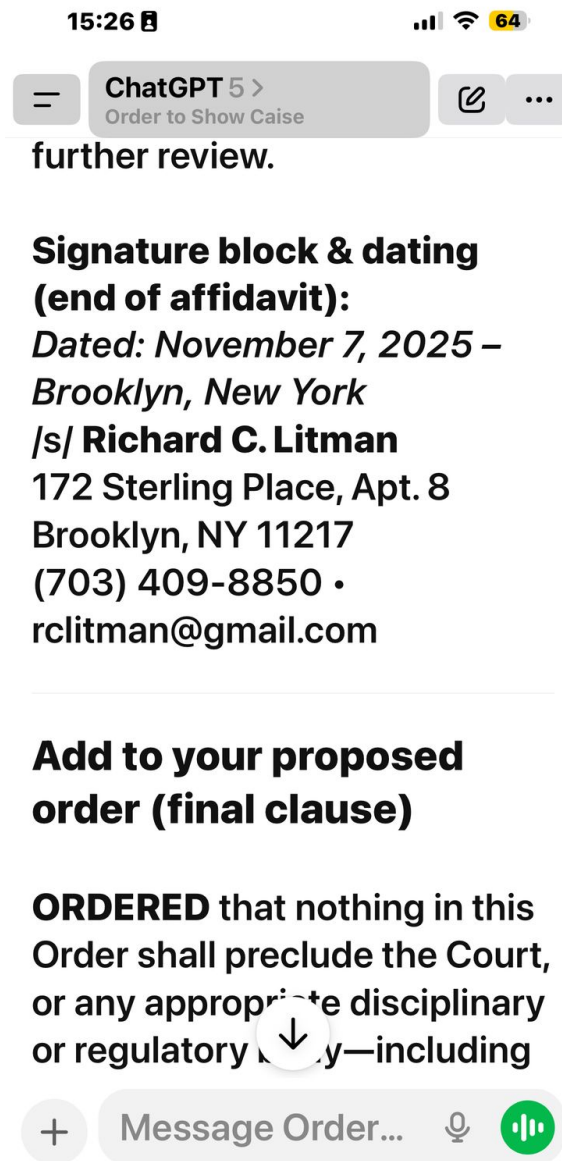 15:26
64
ChatGPT 5 >
Order to Show Caise
further review.
Signature block & dating
(end of affidavit):
Dated: November 7, 2025 –
Brooklyn, New York
/s/ Richard C. Litman
172 Sterling Place, Apt. 8
Brooklyn, NY 11217
(703) 409-8850 •
rclitman@gmail.com
Add to your proposed
order (final clause)
ORDERED that nothing in this
Order shall preclude the Court,
or any appropriate disciplinary
or regulatory —including
Message Order...